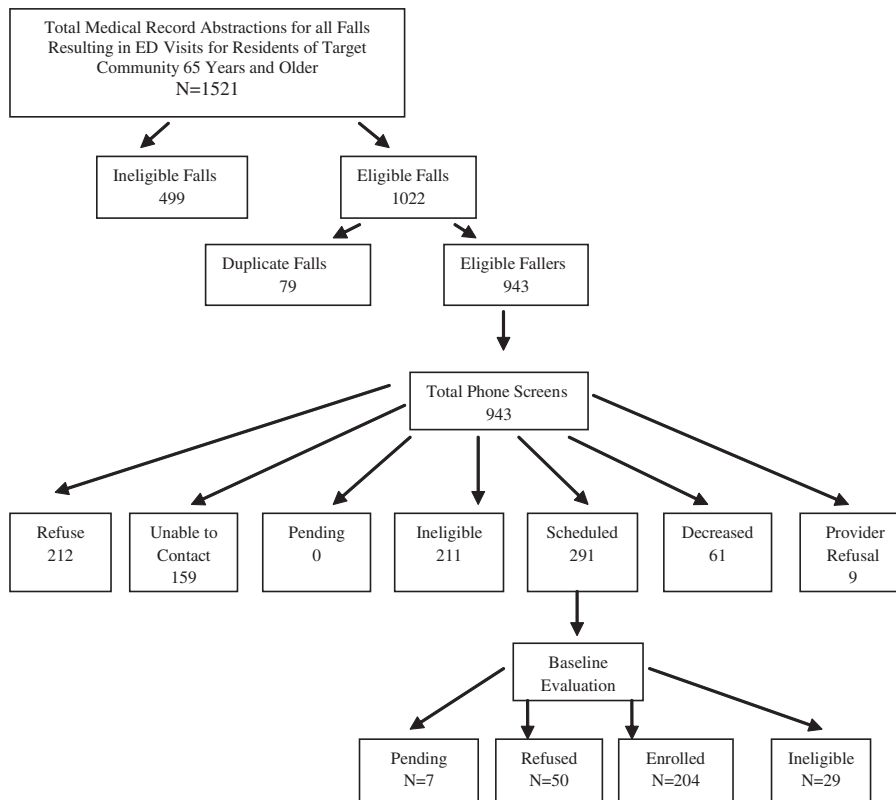 Total Medical Record Abstractions for all Falls
Resulting in ED Visits for Residents of Target
Community 65 Years and Older
N=1521
Ineligible Falls
499
Eligible Falls
1022
Duplicate Falls
79
Eligible Fallers
943
Total Phone Screens
943
Refuse
212
Unable to
Contact
159
Pending
0
Ineligible
211
Scheduled
291
Decreased
61
Provider
Refusal
9
Baseline
Evaluation
Pending
N=7
Refused
N=50
Enrolled
N=204
Ineligible
N=29